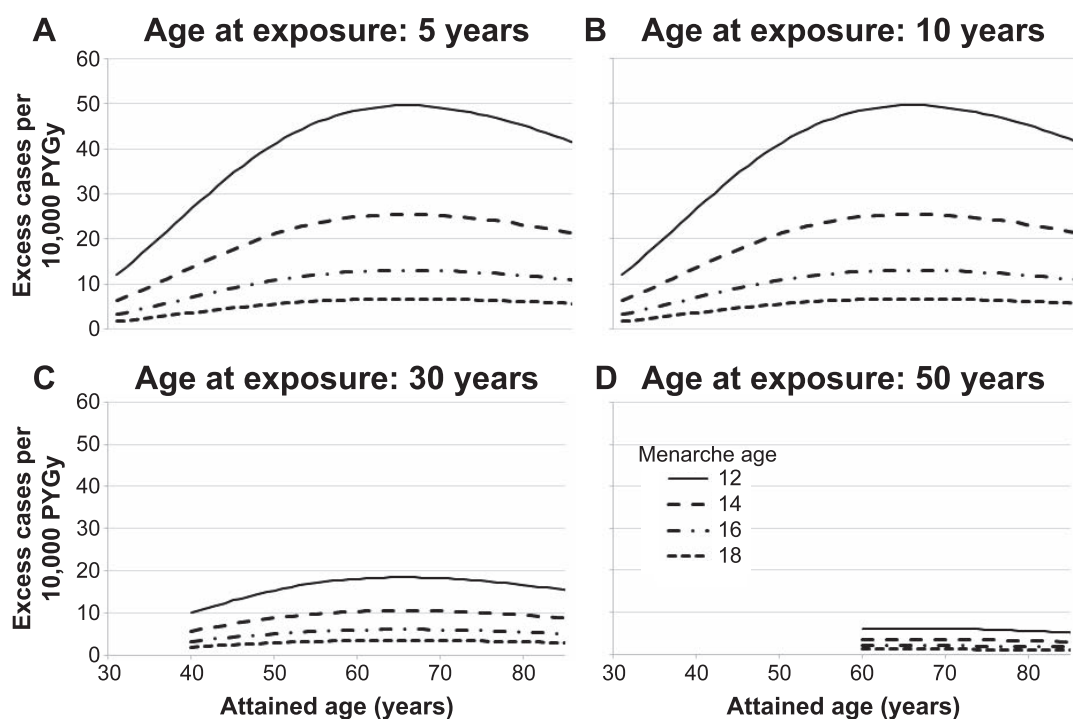 A Age at exposure: 5 years
B Age at exposure: 10 years
Excess cases per
10,000 PYGy
60
50
40
30
20
10
0
C Age at exposure: 30 years
D Age at exposure: 50 years
Excess cases per
10,000 PYGy
60
50
40
30
20
10
0
Menarche age
12
14
16
18
30 40 50 60 70 80
30 40 50 60 70 80
Attained age (years)
Attained age (years)